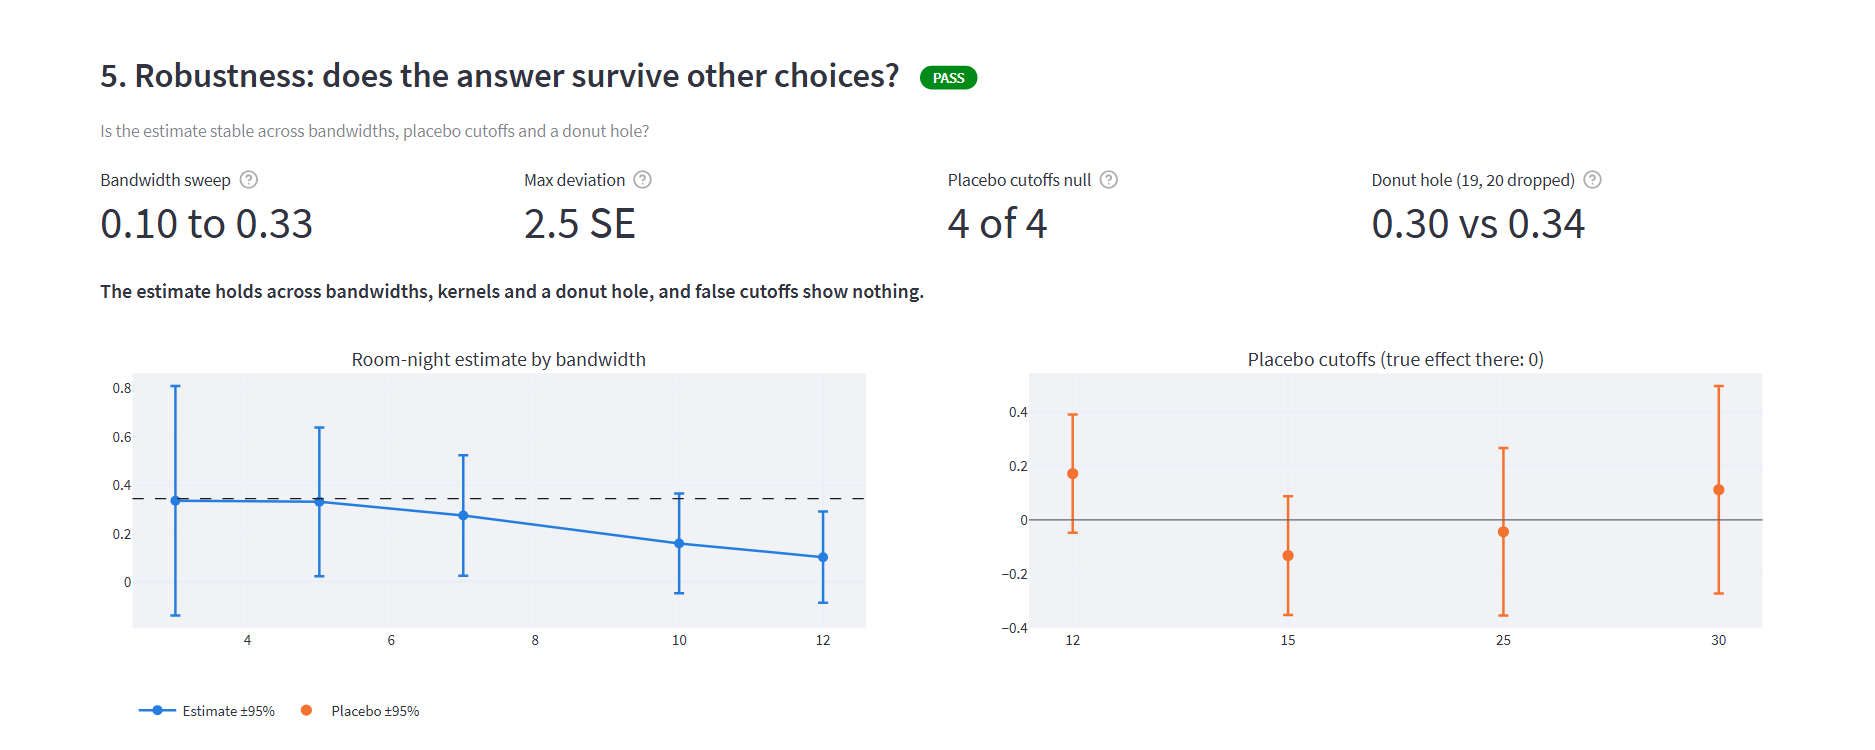 5. Robustness: does the answer survive other choices? PASS
Is the estimate stable across bandwidths, placebo cutoffs and a donut hole?
Bandwidth sweep ?
0.10 to 0.33
Max deviation ?
2.5 SE
Placebo cutoffs null ?
4 of 4
Donut hole (19, 20 dropped) ?
0.30 vs 0.34
The estimate holds across bandwidths, kernels and a donut hole, and false cutoffs show nothing.
Room-night estimate by bandwidth
0.8
0.6
0.4
0.2
0
4 6 8 10 12
Placebo cutoffs (true effect there: 0)
0.4
0.2
0
−0.2
−0.4
12 15 25 30
Estimate ±95% Placebo ±95%